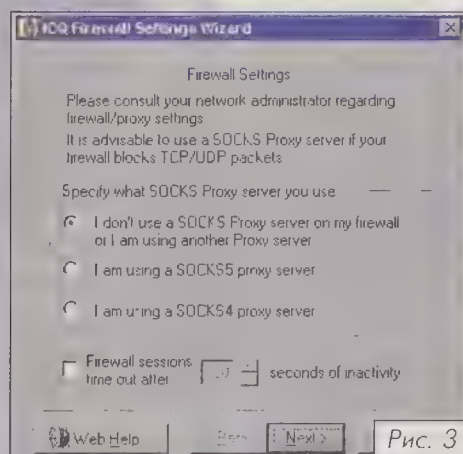 ICQ Firewall Settings Wizard
Firewall Settings
Please consult your network administrator regarding
firewall/proxy settings
It is advisable to use a SOCKS Proxy server if your
firewall blocks TCP/UDP packets
Specify what SOCKS Proxy server you use
I don't use a SOCKS Proxy server on my firewall
or I am using another Proxy server
I am using a SOCKS5 proxy server
I am using a SOCKS4 proxy server
Firewall sessions
time out after seconds of inactivity
Web Help Next >
Рис. 3